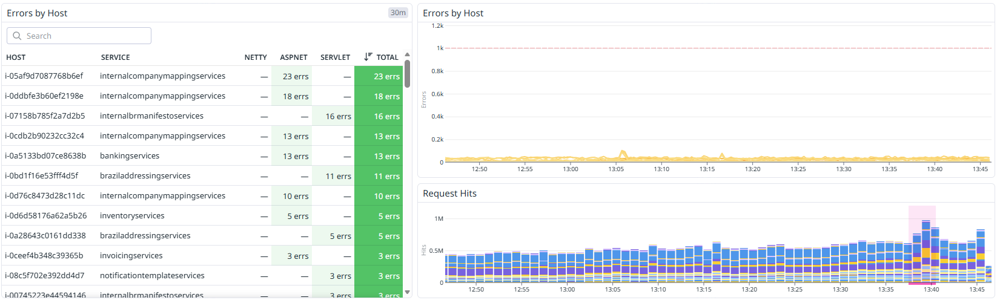 Errors by Host
30m
Search
HOST SERVICE NETTY ASPNET SERVLET TOTAL
i-05af9d7087768b6ef internalcompanymappingservices — 23 errs — 23 errs
i-0ddbfe3b60ef2198e internalcompanymappingservices — 18 errs — 18 errs
i-07158b785f2a7d2b5 internalbrmanifestoservices — — 16 errs 16 errs
i-0cdb2b90232cc32c4 internalcompanymappingservices — 13 errs — 13 errs
i-0a5133bd07ce8638b bankingservices — 13 errs — 13 errs
i-0bd1f16e53fff4d5f braziladdressingservices — — 11 errs 11 errs
i-0d76c8473d28c11dc internalcompanymappingservices — 10 errs — 10 errs
i-0d6d58176a62a5b26 inventoryservices — 5 errs — 5 errs
i-0a28643c0161dd338 braziladdressingservices — — 5 errs 5 errs
i-0ceef4b348c39365b invoicingservices — 3 errs — 3 errs
i-08c5f702e392dd4d7 notificationtemplateservices — — 3 errs 3 errs
i-00745223e44594146 internalbrmanifestoservices — — 3 errs 3 errs
Errors by Host
Errors
1.2k
1k
0.8k
0.6k
0.4k
0.2k
0
12:50 12:55 13:00 13:05 13:10 13:15 13:20 13:25 13:30 13:35 13:40 13:45
Request Hits
Hits
1M
0.5M
0
12:50 12:55 13:00 13:05 13:10 13:15 13:20 13:25 13:30 13:35 13:40 13:45